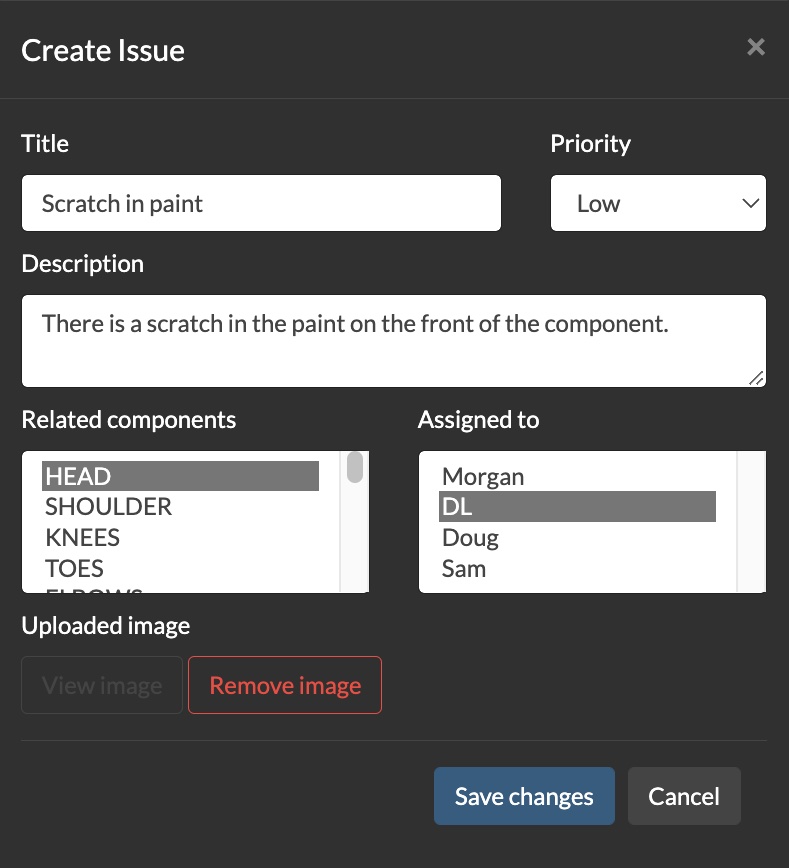 Create Issue
Title
Priority
Scratch in paint
Low
Description
There is a scratch in the paint on the front of the component.
Related components
Assigned to
HEAD
SHOULDER
KNEES
TOES
ELBOWS
Morgan
DL
Doug
Sam
Uploaded image
View image
Remove image
Save changes
Cancel